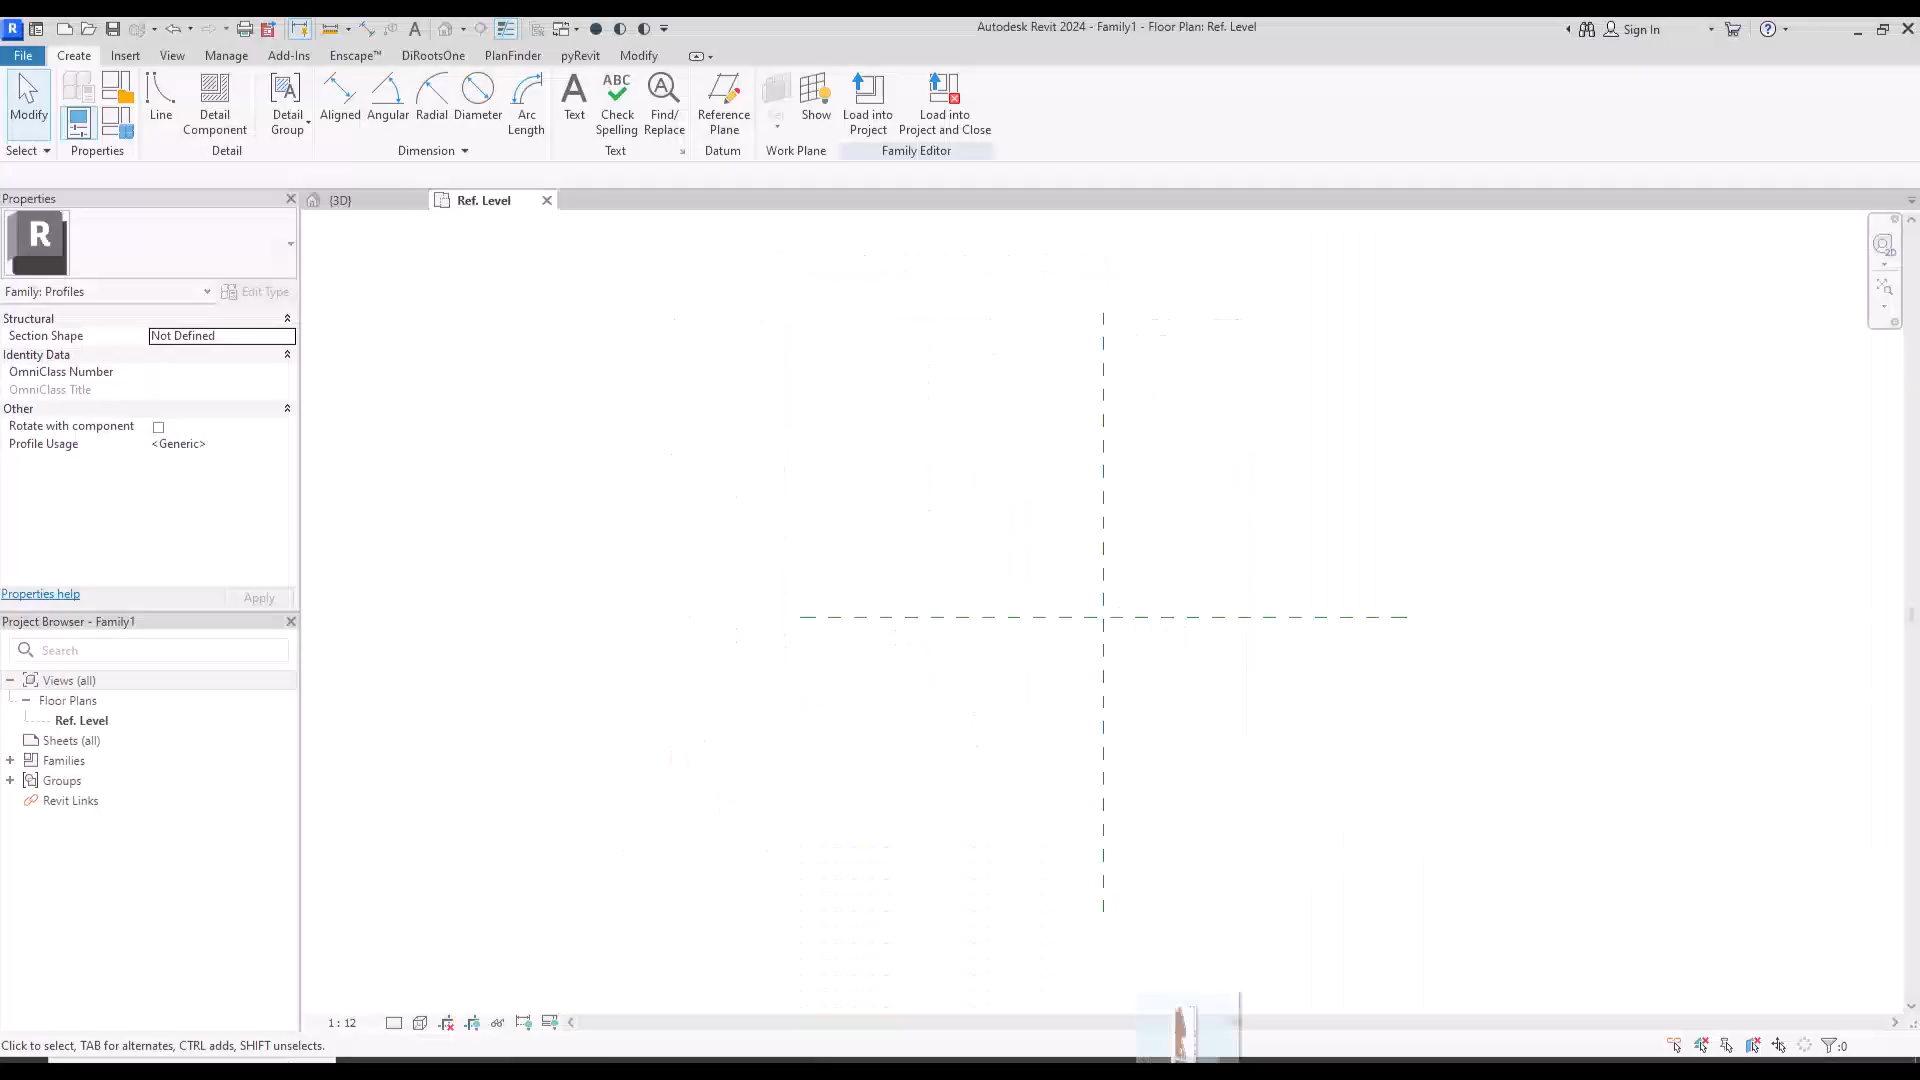 Autodesk Revit 2024 - Family1 - Floor Plan: Ref. Level
Sign In
File Create Insert View Manage Add-Ins Enscape™ DiRootsOne PlanFinder pyRevit Modify
Modify
Line
Detail Component
Detail Group
Aligned
Angular
Radial
Diameter
Arc Length
Text
ABC
Check Spelling
Find/ Replace
Reference Plane
Set
Show
Load into Project
Load into Project and Close
Select
Properties
Detail
Dimension
Text
Datum
Work Plane
Family Editor
Properties
{3D}
Ref. Level
R
Family: Profiles
Edit Type
Structural
Section Shape Not Defined
Identity Data
OmniClass Number
OmniClass Title
Other
Rotate with component
Profile Usage <Generic>
Properties help
Apply
Project Browser - Family1
Search
Views (all)
Floor Plans
Ref. Level
Sheets (all)
Families
Groups
Revit Links
1 : 12
Click to select, TAB for alternates, CTRL adds, SHIFT unselects.
:0
2D